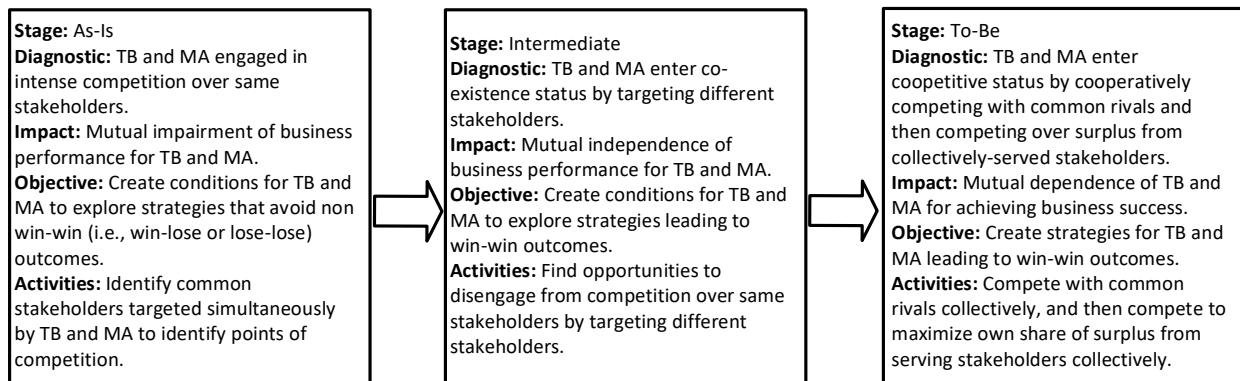 Stage: As-Is
Diagnostic: TB and MA engaged in
intense competition over same
stakeholders.
Impact: Mutual impairment of business
performance for TB and MA.
Objective: Create conditions for TB and
MA to explore strategies that avoid non
win-win (i.e., win-lose or lose-lose)
outcomes.
Activities: Identify common
stakeholders targeted simultaneously
by TB and MA to identify points of
competition.
Stage: Intermediate
Diagnostic: TB and MA enter co-
existence status by targeting different
stakeholders.
Impact: Mutual independence of
business performance for TB and MA.
Objective: Create conditions for TB and
MA to explore strategies leading to
win-win outcomes.
Activities: Find opportunities to
disengage from competition over same
stakeholders by targeting different
stakeholders.
Stage: To-Be
Diagnostic: TB and MA enter
coopetitive status by cooperatively
competing with common rivals and
then competing over surplus from
collectively-served stakeholders.
Impact: Mutual dependence of TB and
MA for achieving business success.
Objective: Create strategies for TB and
MA leading to win-win outcomes.
Activities: Compete with common
rivals collectively, and then compete to
maximize own share of surplus from
serving stakeholders collectively.